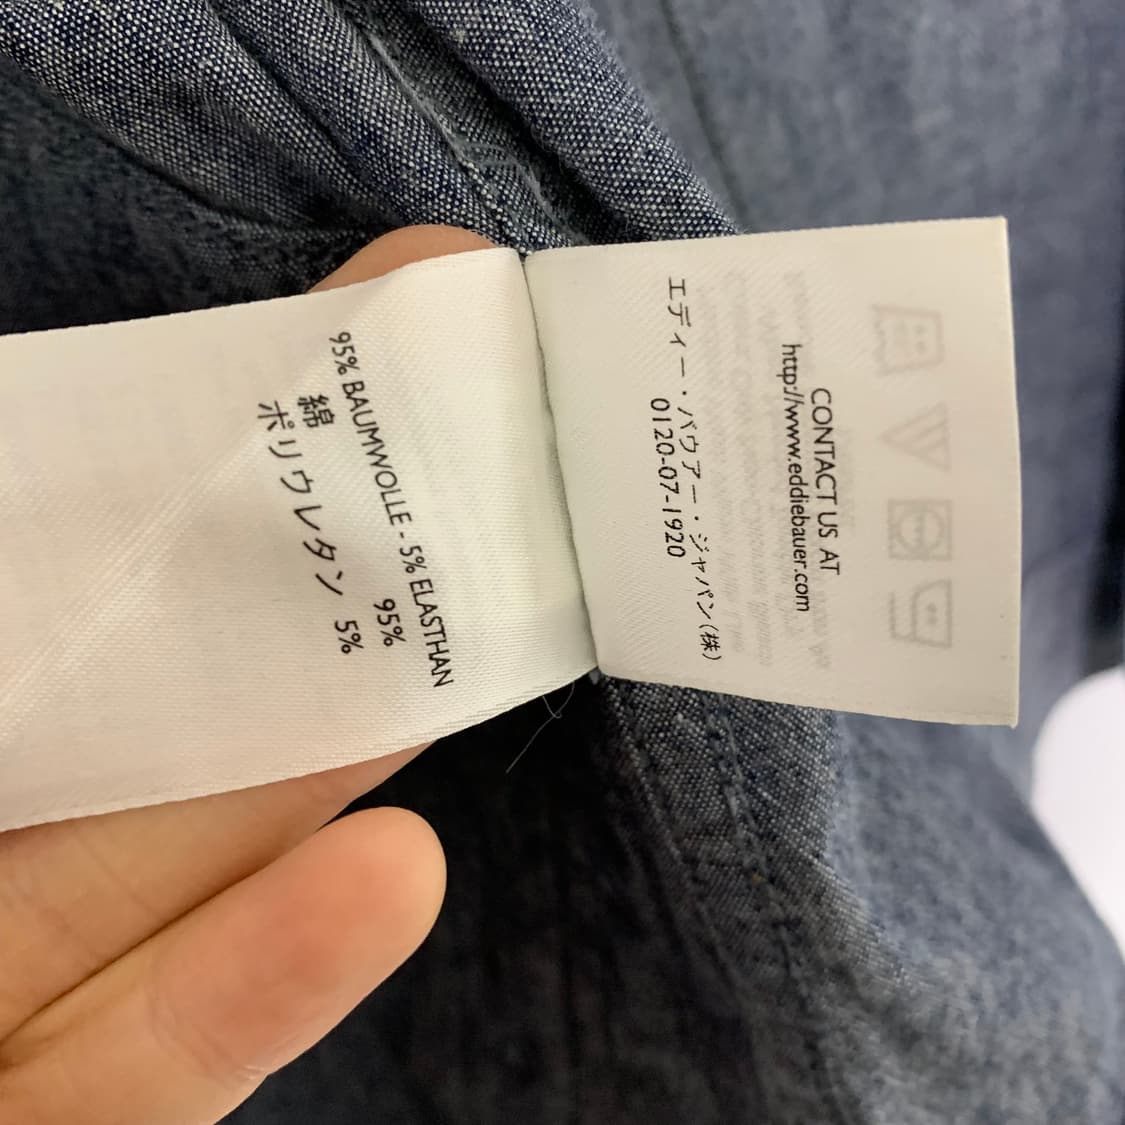 95% BAUMWOLLE - 5% ELASTHAN
綿 95%
ポリウレタン 5%
CONTACT US AT
http://www.eddiebauer.com
エディー・バウアー・ジャパン(株)
0120-07-1920